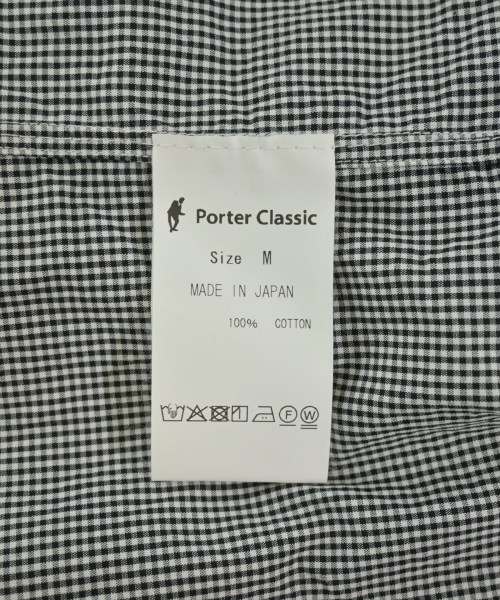 Porter Classic
Size M
MADE IN JAPAN
100% COTTON
F W